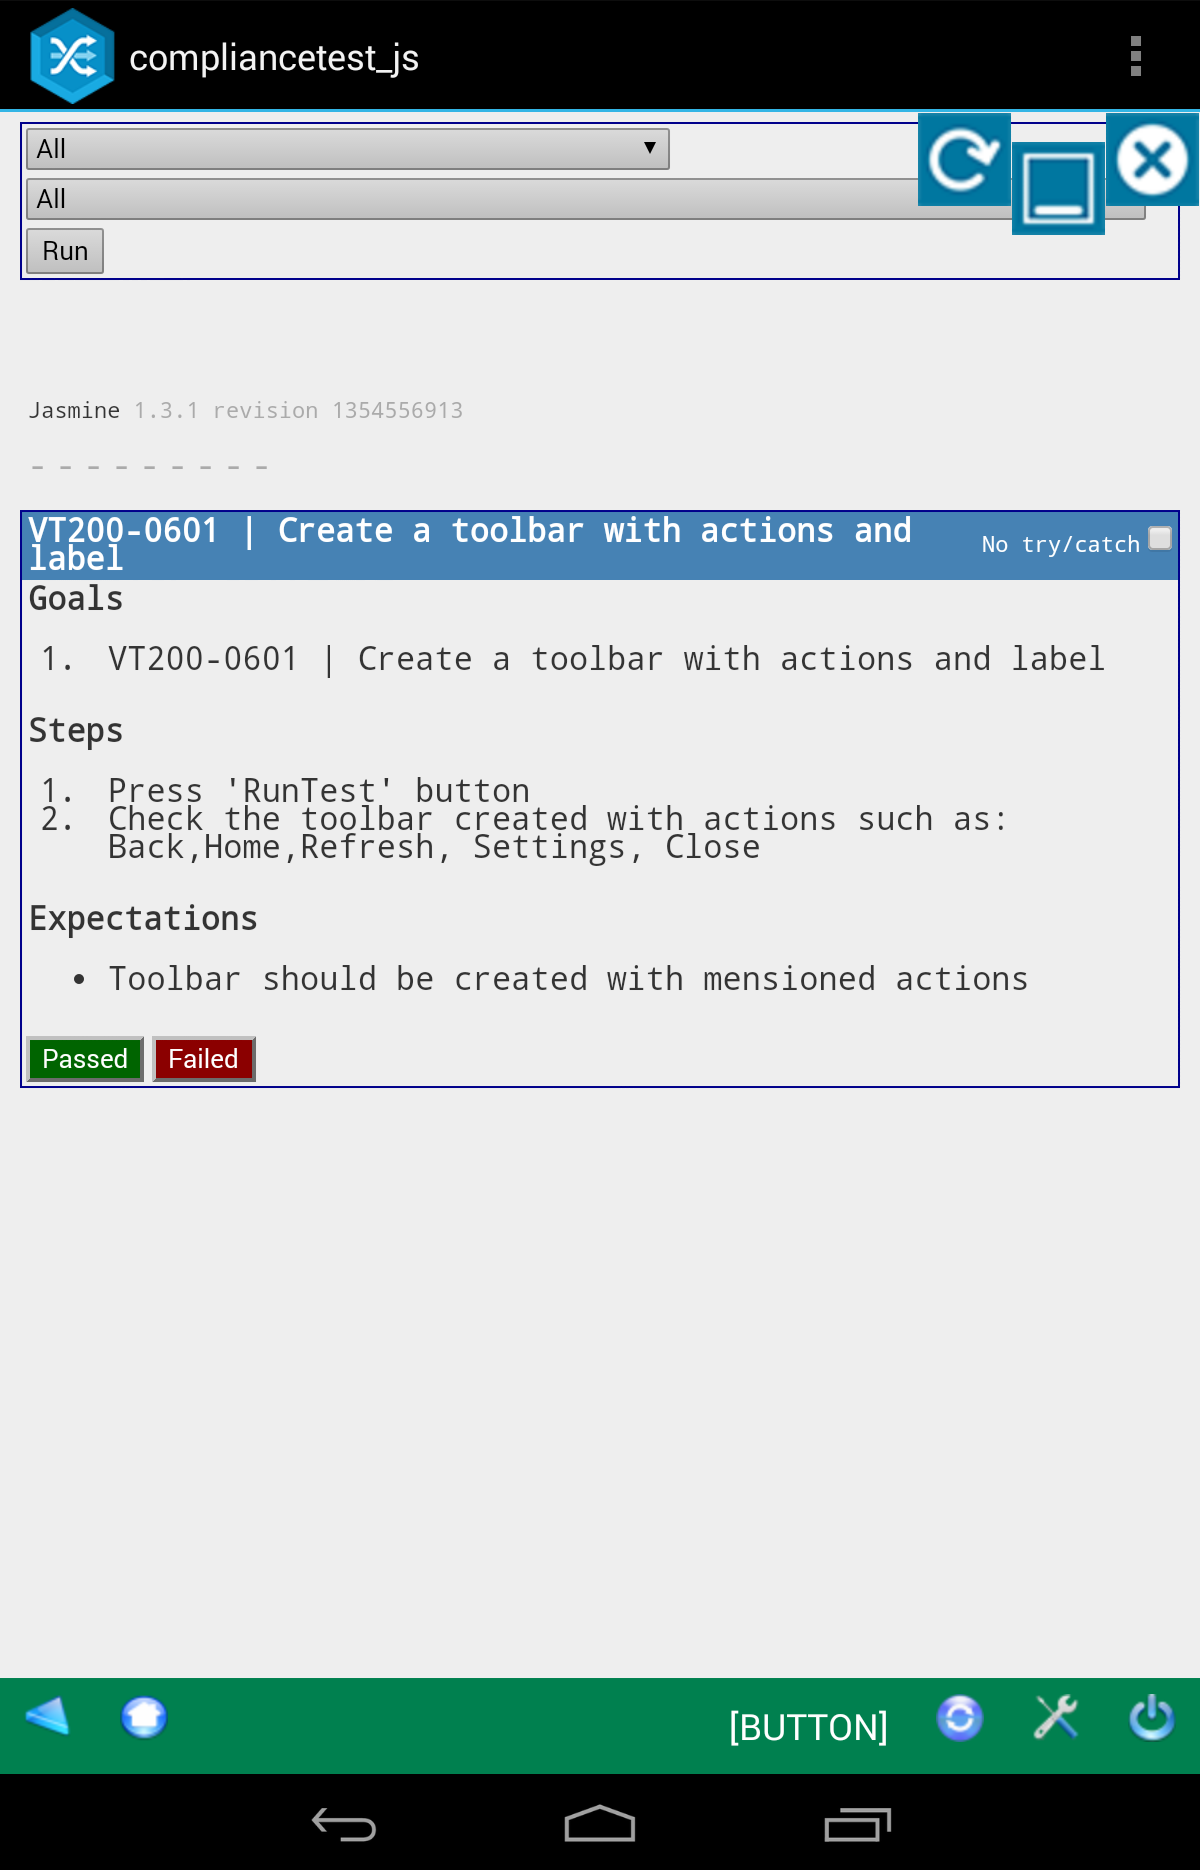 compliancetest_js
All
All
Run
Jasmine 1.3.1 revision 1354556913
- - - - - - - - -
VT200-0601 | Create a toolbar with actions and
label
No try/catch
Goals
1. VT200-0601 | Create a toolbar with actions and label
Steps
1. Press 'RunTest' button
2. Check the toolbar created with actions such as:
Back,Home,Refresh, Settings, Close
Expectations
• Toolbar should be created with mensioned actions
Passed Failed
[BUTTON]